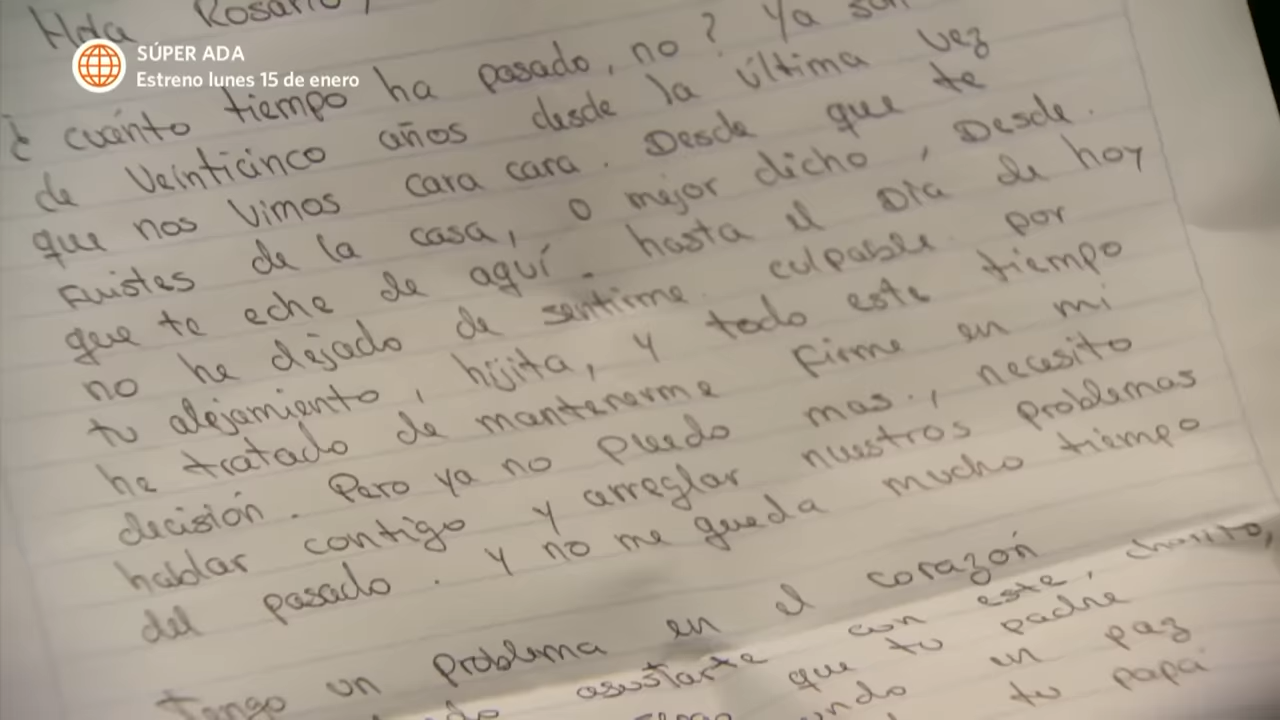 Hola Rosario,
SÚPER ADA
Estreno lunes 15 de enero
¿ cuánto tiempo ha pasado, no? Ya son
de veinticinco años desde la última vez
que nos vimos cara cara. Desde que te
Fuistes de la casa, o mejor dicho, Desde.
que te eche de aquí. hasta el Día de hoy
no he dejado de sentirme culpable por
tu alejamiento, hijita, y todo este tiempo
he tratado de mantenerme firme en mi
decisión. Pero ya no puedo mas., necesito
hablar contigo y arreglar nuestros problemas
del pasado. Y no me queda mucho tiempo
Tengo un problema en el corazón
asustarte con este, charito,
que tu padre
en paz
tu papá